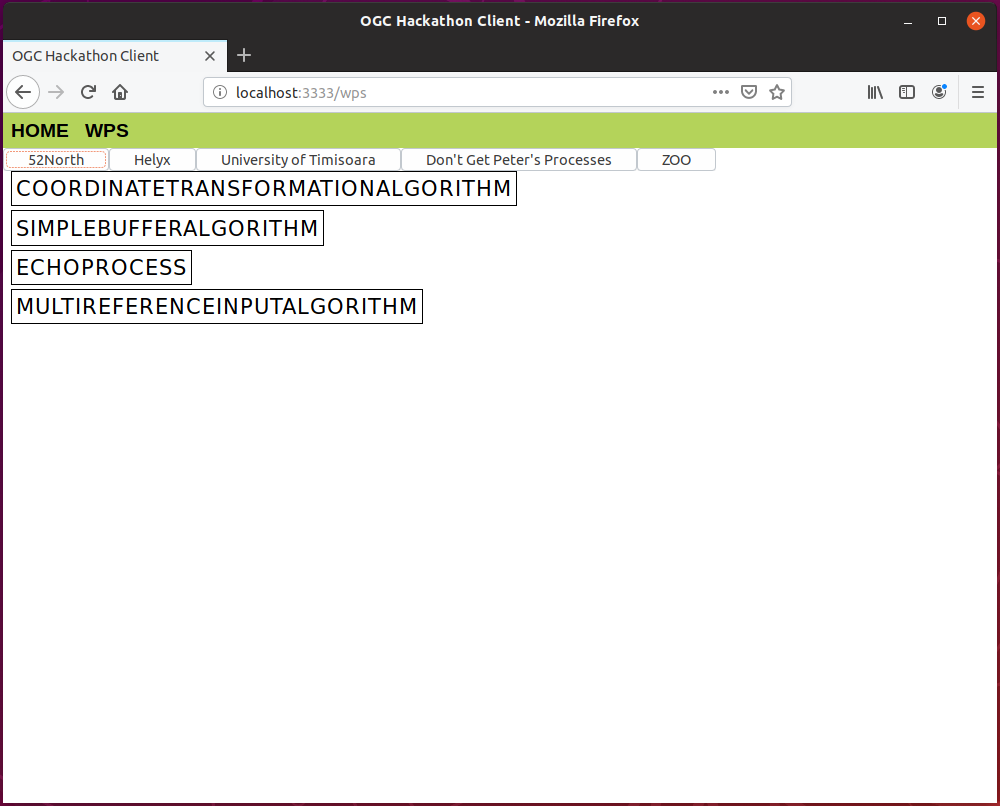 OGC Hackathon Client - Mozilla Firefox
OGC Hackathon Client
localhost:3333/wps
HOME WPS
52North Helyx University of Timisoara Don't Get Peter's Processes ZOO
COORDINATETRANSFORMATIONALGORITHM
SIMPLEBUFFERALGORITHM
ECHOPROCESS
MULTIREFERENCEINPUTALGORITHM